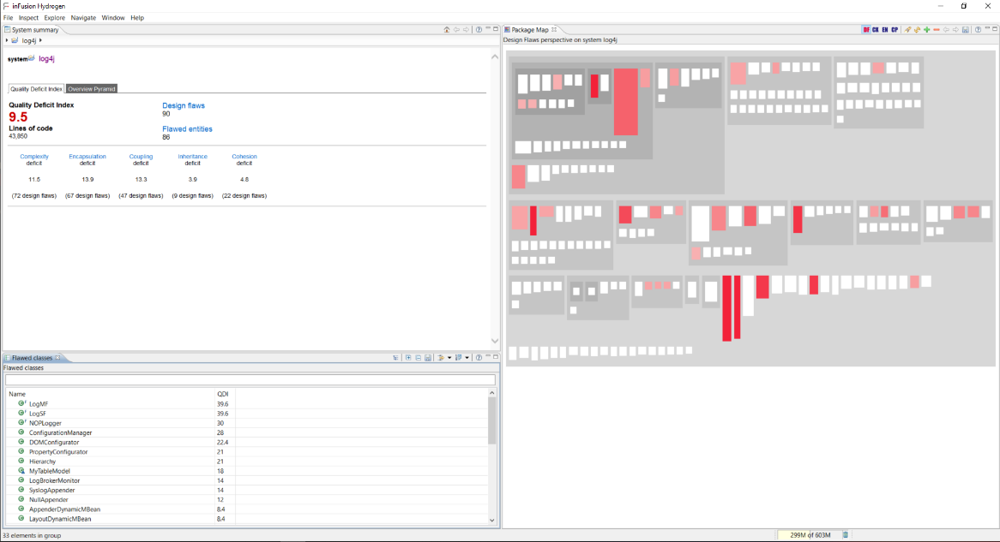 inFusion Hydrogen
File Inspect Explore Navigate Window Help
System summary
log4j
system log4j
Quality Deficit Index Overview Pyramid
Quality Deficit Index
9.5
Lines of code
43,850
Design flaws
90
Flawed entities
86
Complexity deficit
11.5
(72 design flaws)
Encapsulation deficit
13.9
(67 design flaws)
Coupling deficit
13.3
(47 design flaws)
Inheritance deficit
3.9
(9 design flaws)
Cohesion deficit
4.8
(22 design flaws)
Package Map
DF CK EN CP
Design Flaws perspective on system log4j
Flawed classes
Flawed classes
Name QDI
LogMF 39.6
LogSF 39.6
NOPLogger 30
ConfigurationManager 28
DOMConfigurator 22.4
PropertyConfigurator 21
Hierarchy 21
MyTableModel 18
LogBrokerMonitor 14
SyslogAppender 14
NullAppender 12
AppenderDynamicMBean 8.4
LayoutDynamicMBean 8.4
33 elements in group
299M of 603M